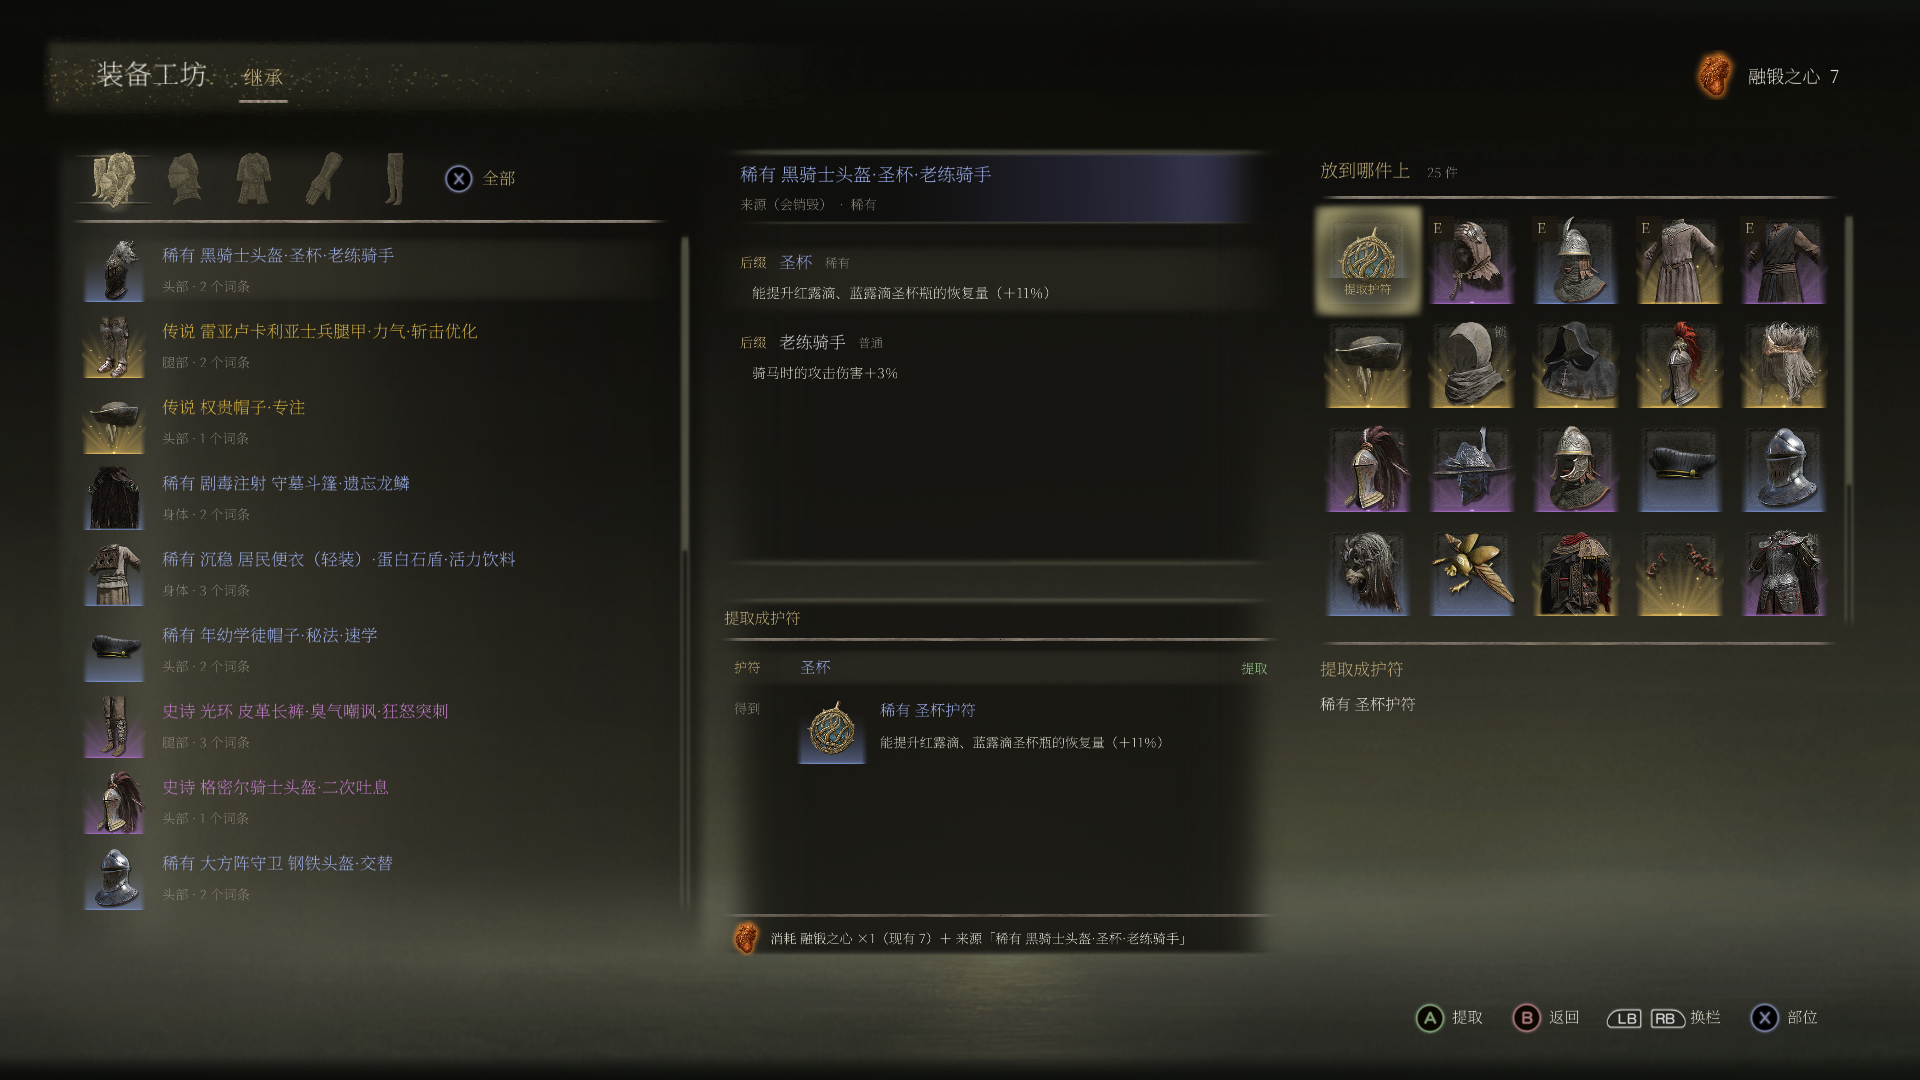 装备工坊 继承
融锻之心 7
X 全部
稀有 黑骑士头盔·圣杯·老练骑手
头部 · 2 个词条
传说 雷亚卢卡利亚士兵腿甲·力气·斩击优化
腿部 · 2 个词条
传说 权贵帽子·专注
头部 · 1 个词条
稀有 剧毒注射 守墓斗篷·遗忘龙鳞
身体 · 2 个词条
稀有 沉稳 居民便衣（轻装）·蛋白石盾·活力饮料
身体 · 3 个词条
稀有 年幼学徒帽子·秘法·速学
头部 · 2 个词条
史诗 光环 皮革长裤·臭气嘲讽·狂怒突刺
腿部 · 3 个词条
史诗 格密尔骑士头盔·二次吐息
头部 · 1 个词条
稀有 大方阵守卫 钢铁头盔·交替
头部 · 2 个词条
稀有 黑骑士头盔·圣杯·老练骑手
来源（会销毁） · 稀有
后缀 圣杯 稀有
能提升红露滴、蓝露滴圣杯瓶的恢复量（＋11%）
后缀 老练骑手 普通
骑马时的攻击伤害＋3%
提取成护符
护符 圣杯 提取
得到 稀有 圣杯护符
能提升红露滴、蓝露滴圣杯瓶的恢复量（＋11%）
消耗 融锻之心 ×1（现有 7）＋ 来源「稀有 黑骑士头盔·圣杯·老练骑手」
放到哪件上 25 件
提取护符
E
E
E
E
锁
锁
提取成护符
稀有 圣杯护符
A 提取 B 返回 LB RB 换栏 X 部位